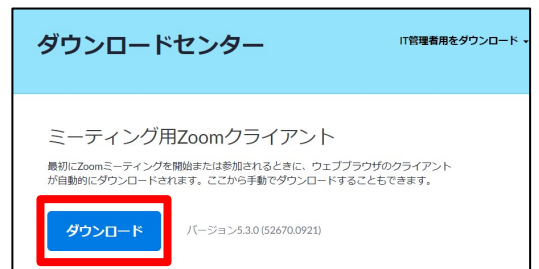 ダウンロードセンター
IT管理者用をダウンロード
ミーティング用Zoomクライアント
最初にZoomミーティングを開始または参加されるときに、ウェブブラウザのクライアント
が自動的にダウンロードされます。ここから手動でダウンロードすることもできます。
ダウンロード
バージョン5.3.0 (52670.0921)